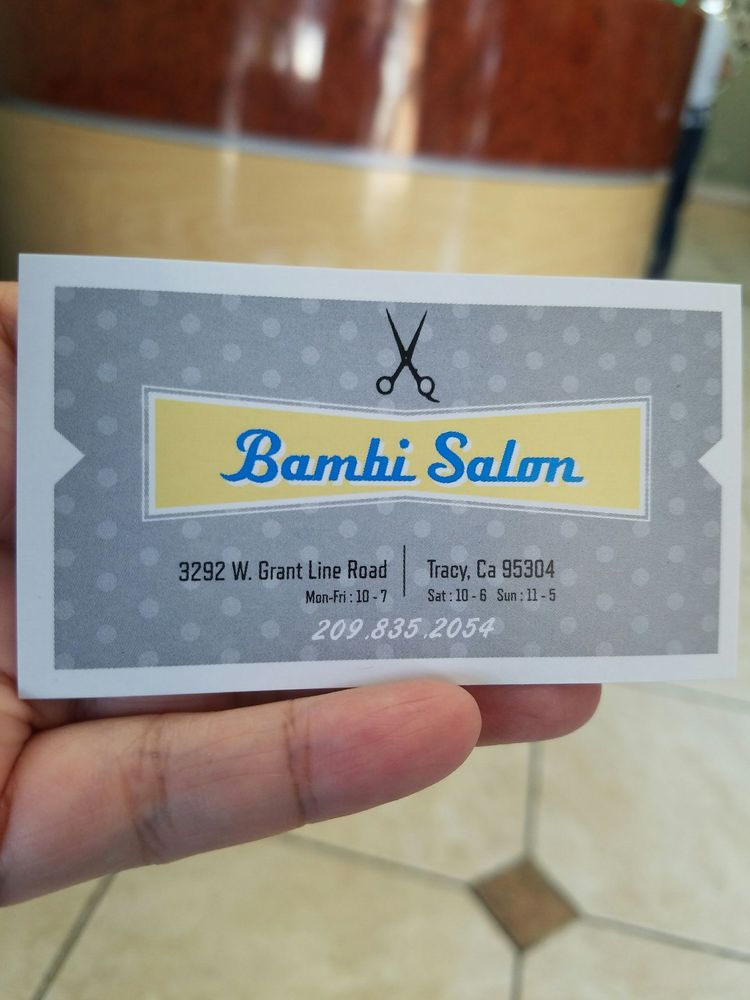 Bambi Salon
3292 W. Grant Line Road
Mon-Fri : 10 - 7
Tracy, Ca 95304
Sat : 10 - 6 Sun : 11 - 5
209.835.2054